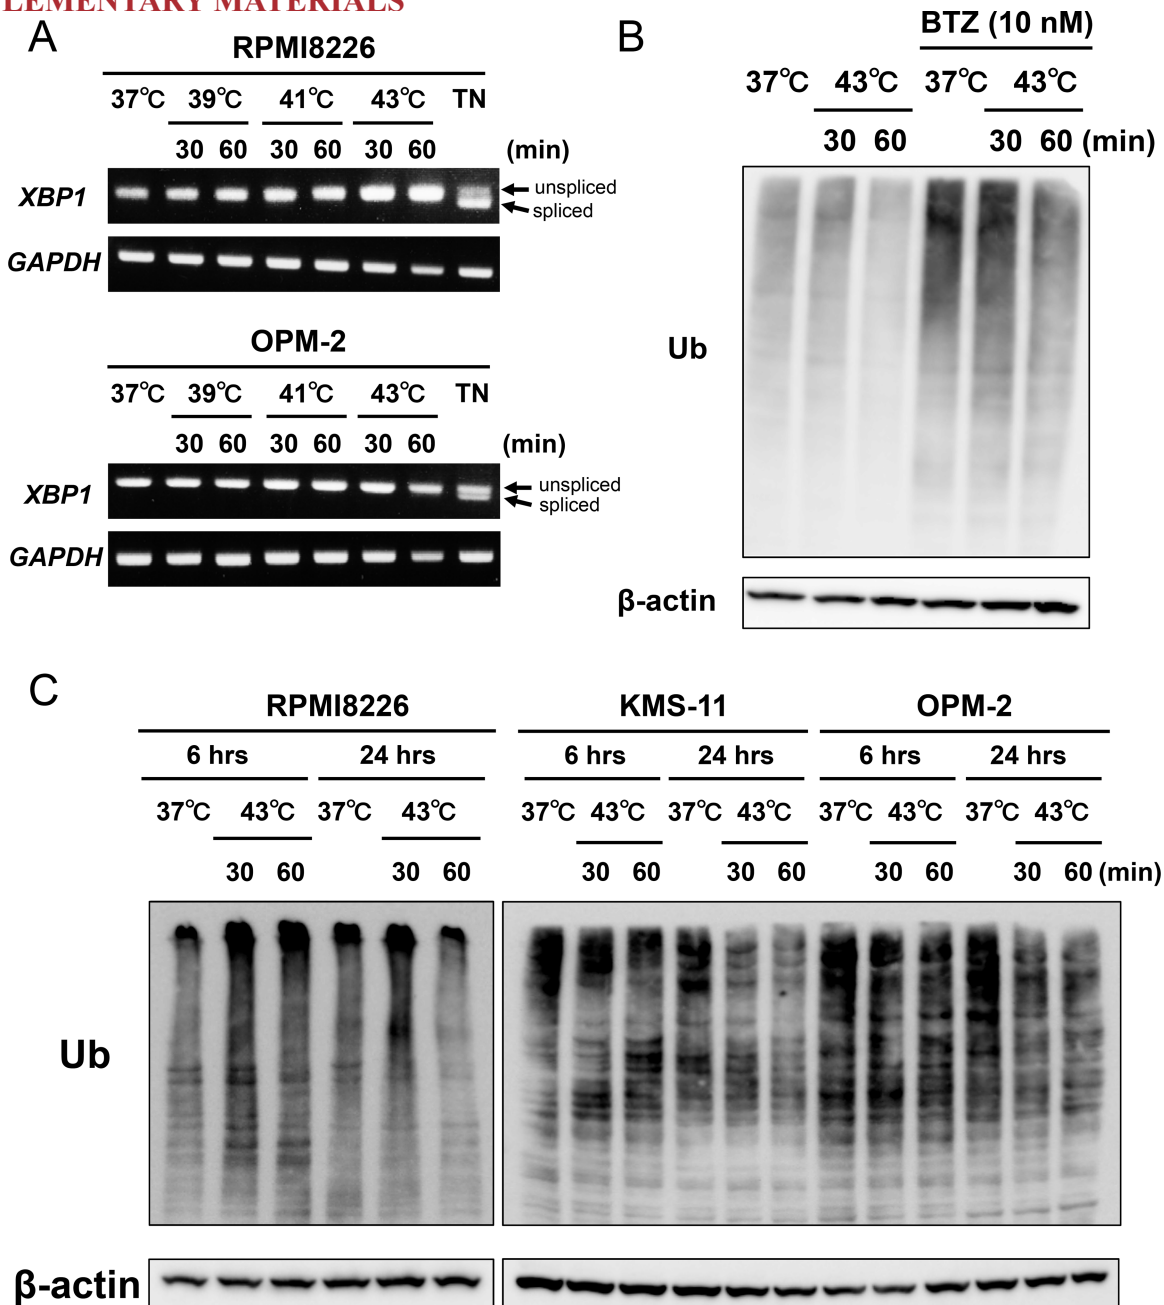 LEMENTARY MATERIALS
A
RPMI8226
37℃ 39℃ 41℃ 43℃ TN
30 60 30 60 30 60 (min)
XBP1
unspliced
spliced
GAPDH
OPM-2
37℃ 39℃ 41℃ 43℃ TN
30 60 30 60 30 60 (min)
XBP1
unspliced
spliced
GAPDH
B
BTZ (10 nM)
37℃ 43℃ 37℃ 43℃
30 60 30 60 (min)
Ub
β-actin
C
RPMI8226 KMS-11 OPM-2
6 hrs 24 hrs 6 hrs 24 hrs 6 hrs 24 hrs
37℃ 43℃ 37℃ 43℃ 37℃ 43℃ 37℃ 43℃ 37℃ 43℃ 37℃ 43℃
30 60 30 60 30 60 30 60 30 60 30 60 (min)
Ub
β-actin